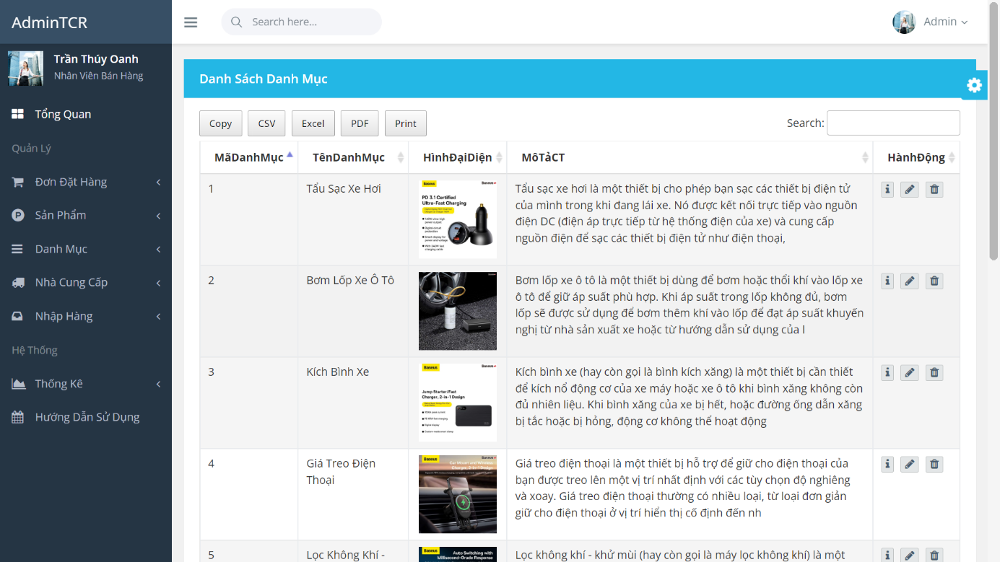 AdminTCR
Search here...
Admin
Trần Thúy Oanh
Nhân Viên Bán Hàng
Tổng Quan
Quản Lý
Đơn Đặt Hàng
Sản Phẩm
Danh Mục
Nhà Cung Cấp
Nhập Hàng
Hệ Thống
Thống Kê
Hướng Dẫn Sử Dụng
Danh Sách Danh Mục
Copy CSV Excel PDF Print
Search:
MãDanhMục TênDanhMục HìnhĐạiDiện MôTảCT HànhĐộng
1
Tẩu Sạc Xe Hơi
Baseus Baseus
PD 3.1 Certified
Ultra-Fast Charging
Tẩu sạc xe hơi là một thiết bị cho phép bạn sạc các thiết bị điện tử
của mình trong khi đang lái xe. Nó được kết nối trực tiếp vào nguồn
điện DC (điện áp trực tiếp từ hệ thống điện của xe) và cung cấp
nguồn điện để sạc các thiết bị điện tử như điện thoại,
2
Bơm Lốp Xe Ô Tô
Bơm lốp xe ô tô là một thiết bị dùng để bơm hoặc thổi khí vào lốp xe
ô tô để giữ áp suất phù hợp. Khi áp suất trong lốp không đủ, bơm
lốp sẽ được sử dụng để bơm thêm khí vào lốp để đạt áp suất khuyến
nghị từ nhà sản xuất xe hoặc từ hướng dẫn sử dụng của l
3
Kích Bình Xe
Baseus Baseus
Jump Starter/Fast
Charger, 2-in-1 Design
Kích bình xe (hay còn gọi là bình kích xăng) là một thiết bị cần thiết
để kích nổ động cơ của xe máy hoặc xe ô tô khi bình xăng không còn
đủ nhiên liệu. Khi bình xăng của xe bị hết, hoặc đường ống dẫn xăng
bị tắc hoặc bị hỏng, động cơ không thể hoạt động
4
Giá Treo Điện
Thoại
Baseus Baseus
Car Mount and Wireless
Charger, 2-in-1 Design
Giá treo điện thoại là một thiết bị hỗ trợ để giữ cho điện thoại của
bạn được treo lên một vị trí nhất định với các tùy chọn độ nghiêng
và xoay. Giá treo điện thoại thường có nhiều loại, từ loại đơn giản
giữ cho điện thoại ở vị trí hiển thị cố định đến nh
5
Lọc Không Khí -
Baseus
Auto Switching with
Millisecond-Grade Response
Lọc không khí - khử mùi (hay còn gọi là máy lọc không khí) là một